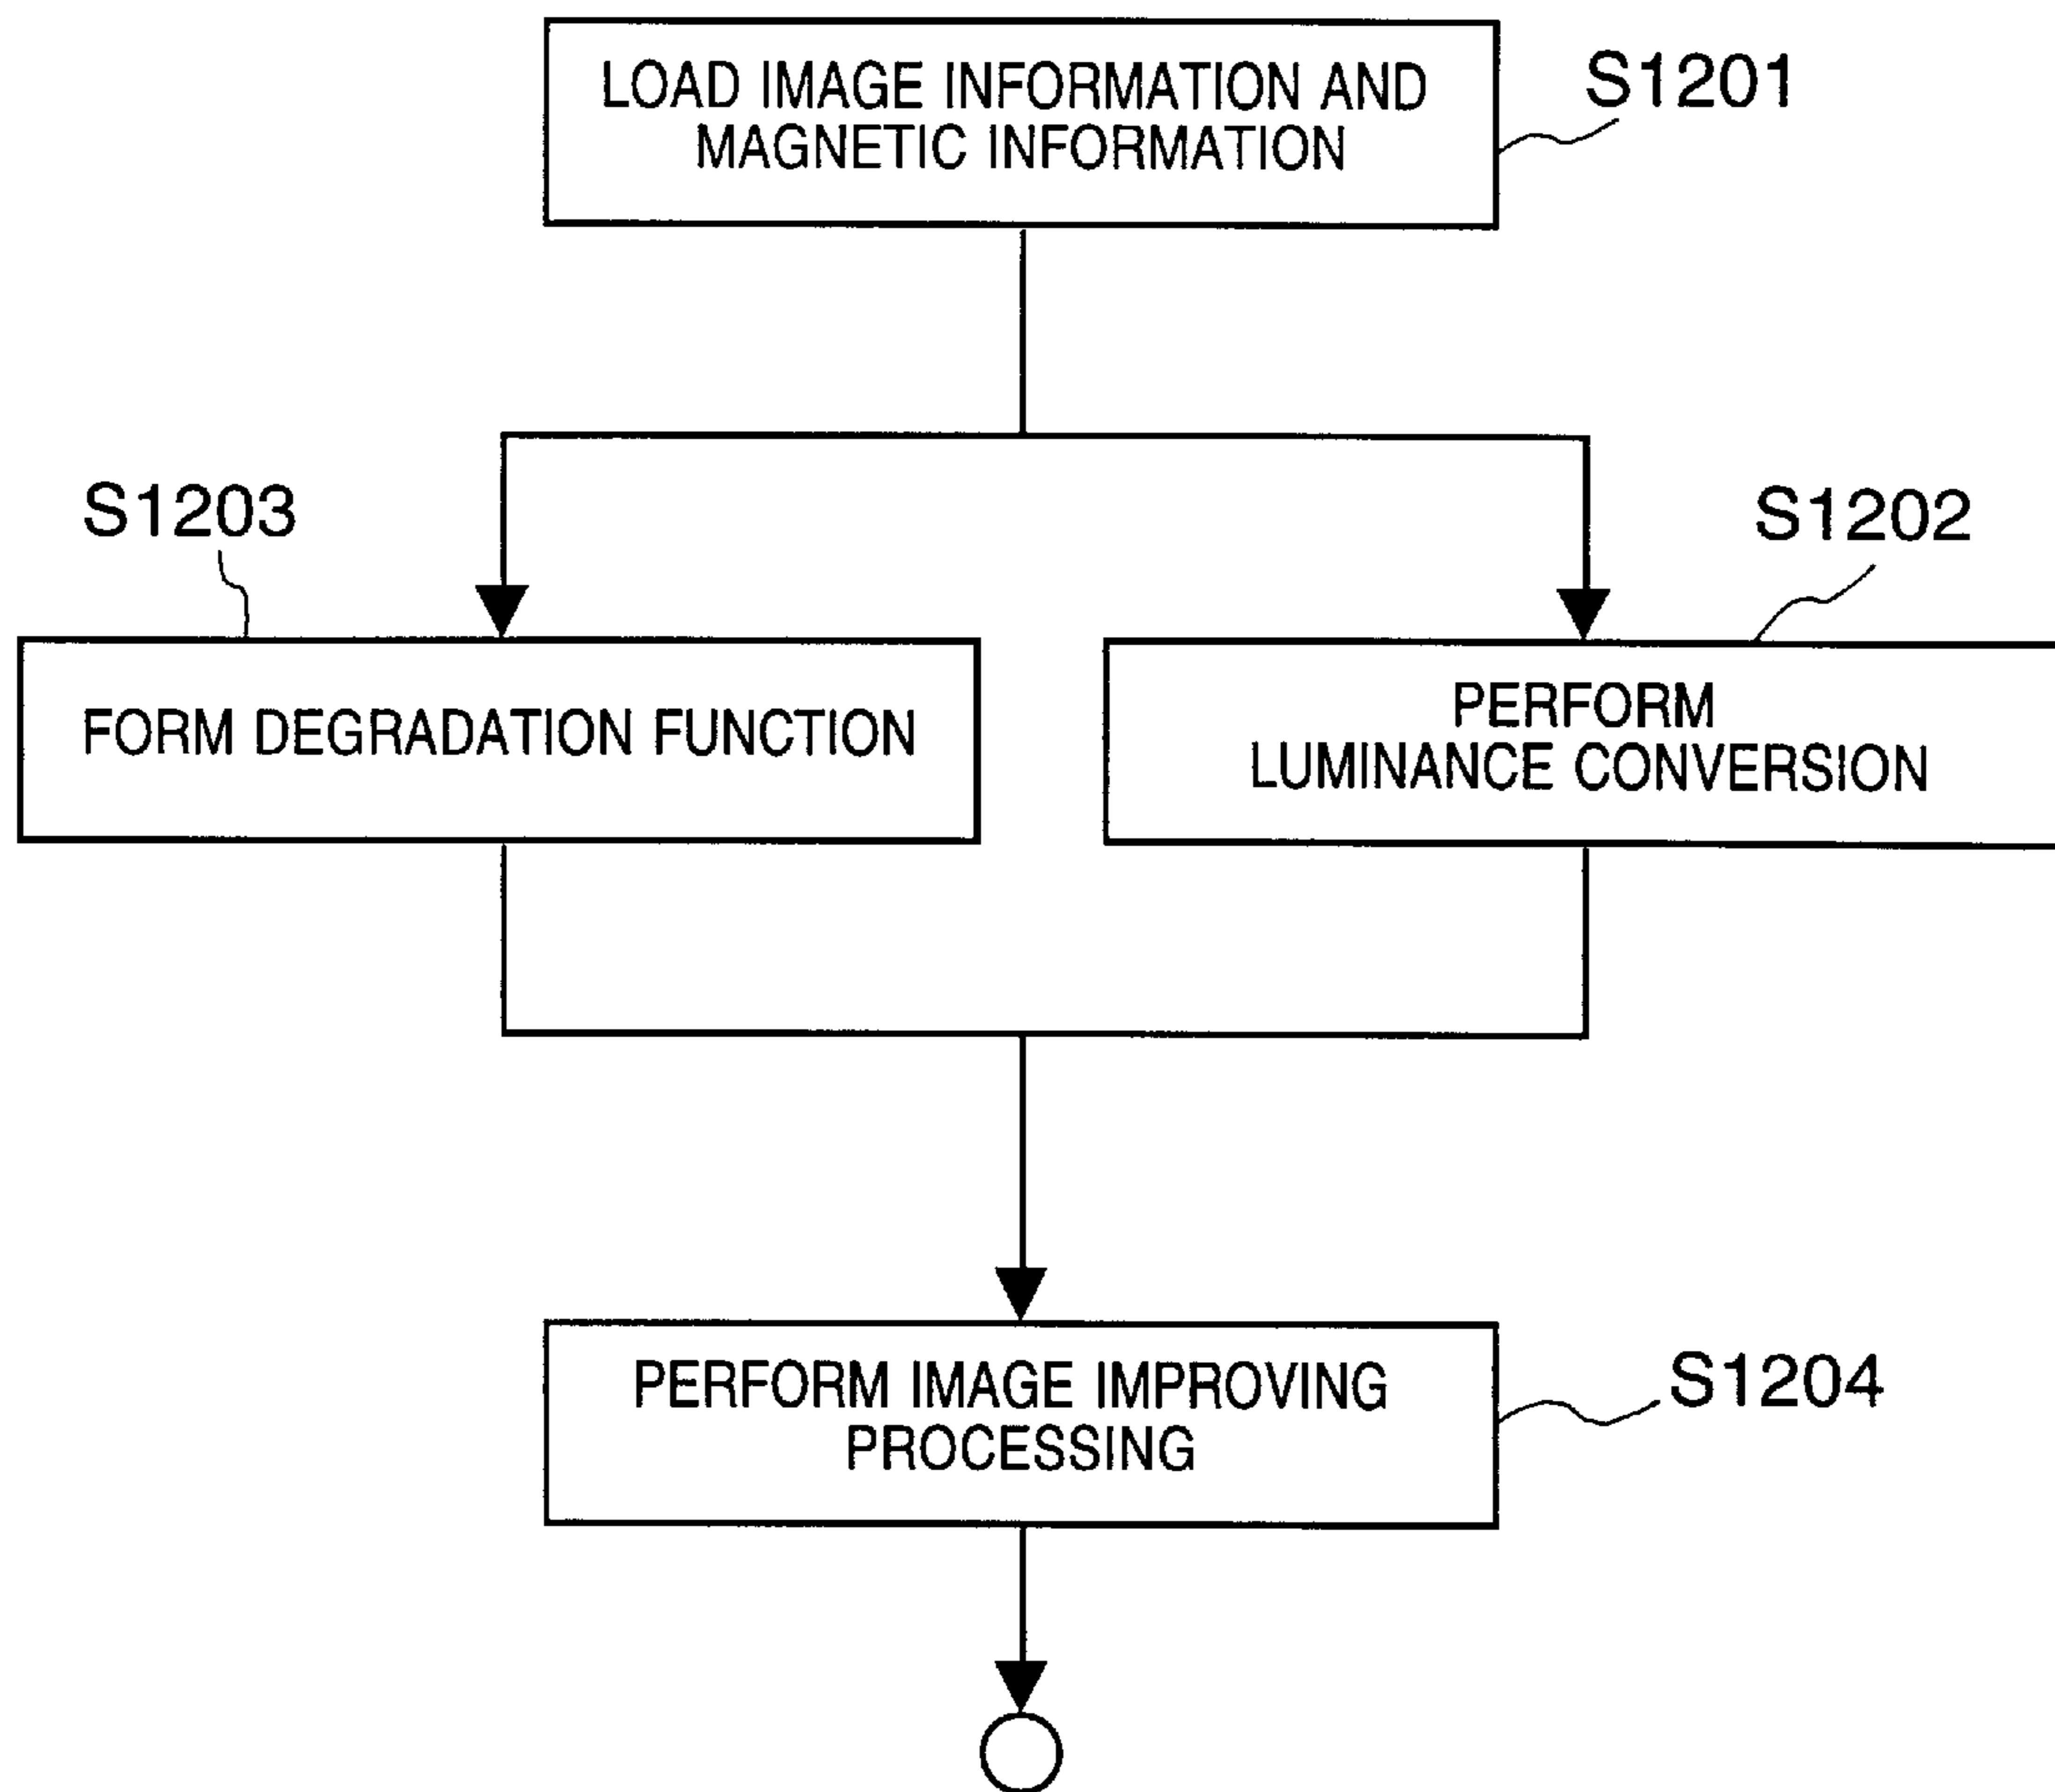 LOAD IMAGE INFORMATION AND
MAGNETIC INFORMATION
S1201
S1203
S1202
FORM DEGRADATION FUNCTION
PERFORM
LUMINANCE CONVERSION
PERFORM IMAGE IMPROVING
PROCESSING
S1204